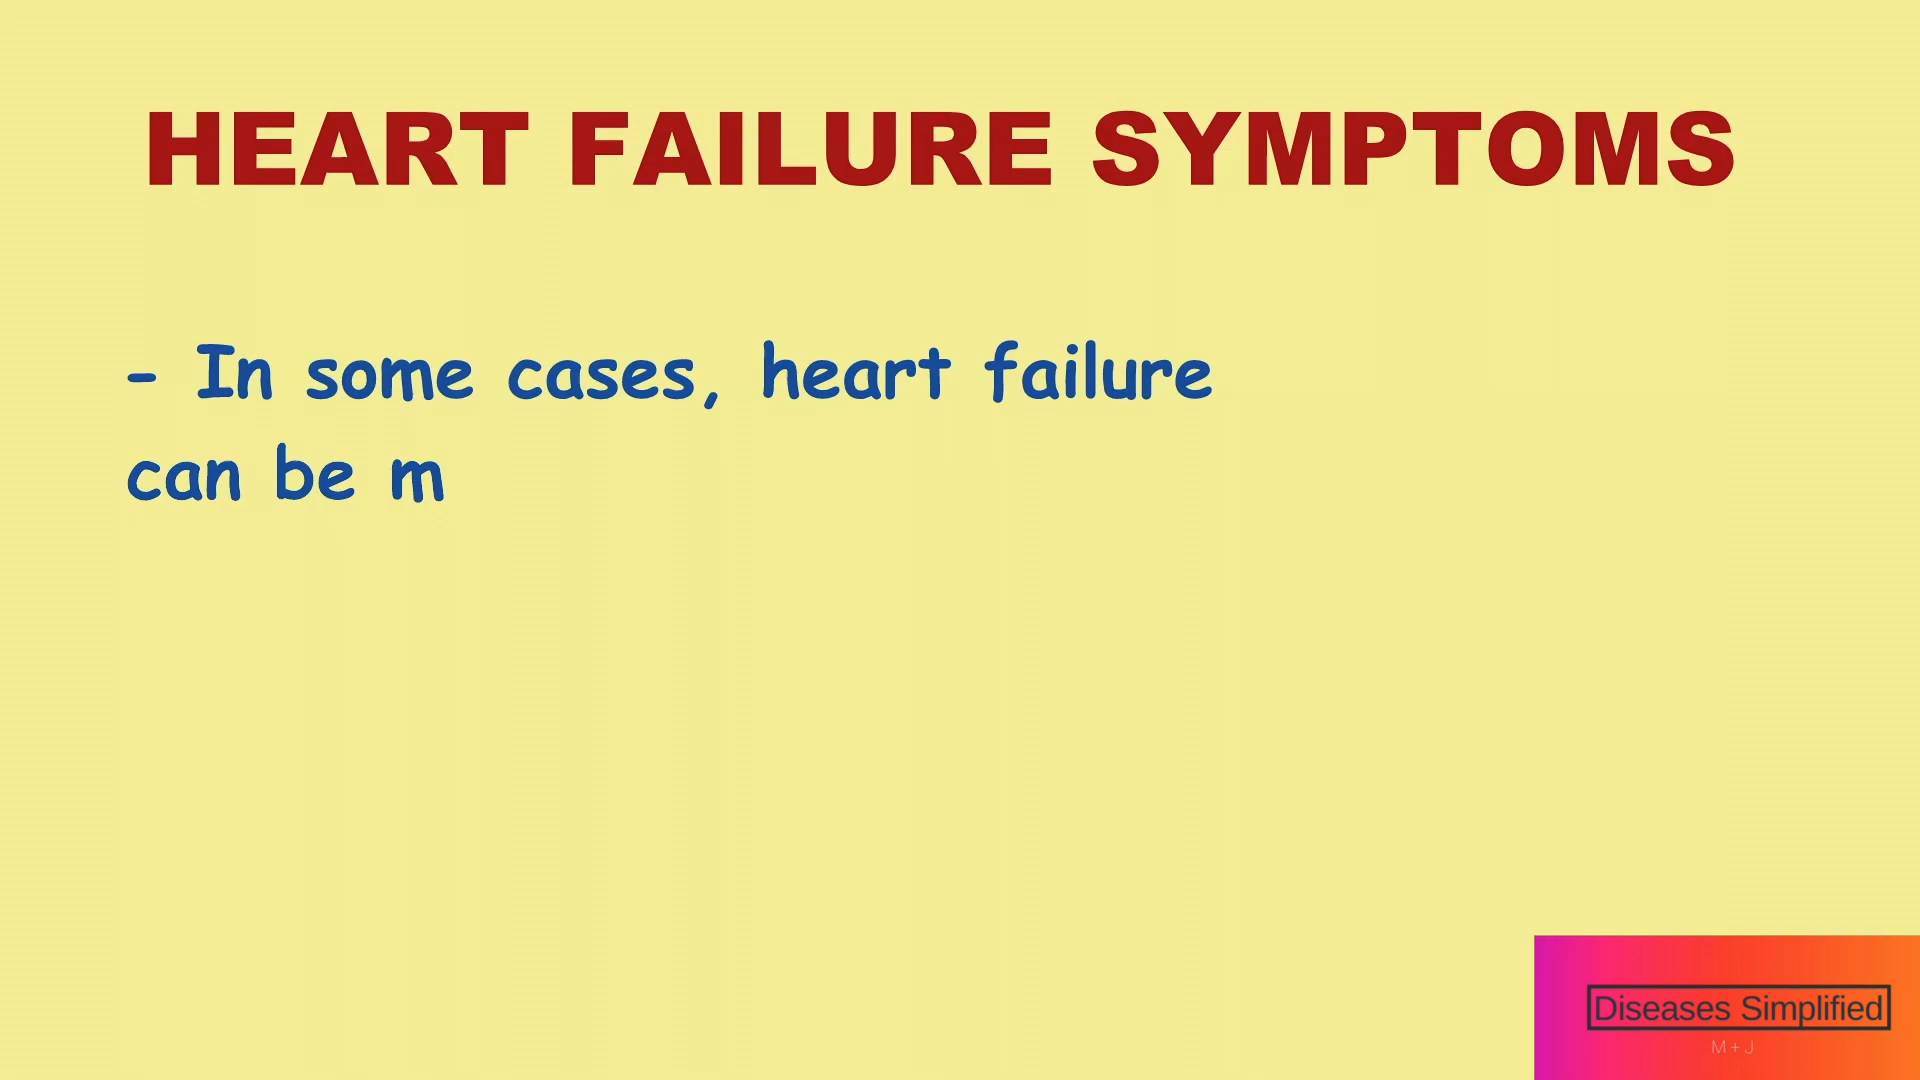 HEART FAILURE SYMPTOMS
- In some cases, heart failure
can be m
Diseases Simplified
M + J